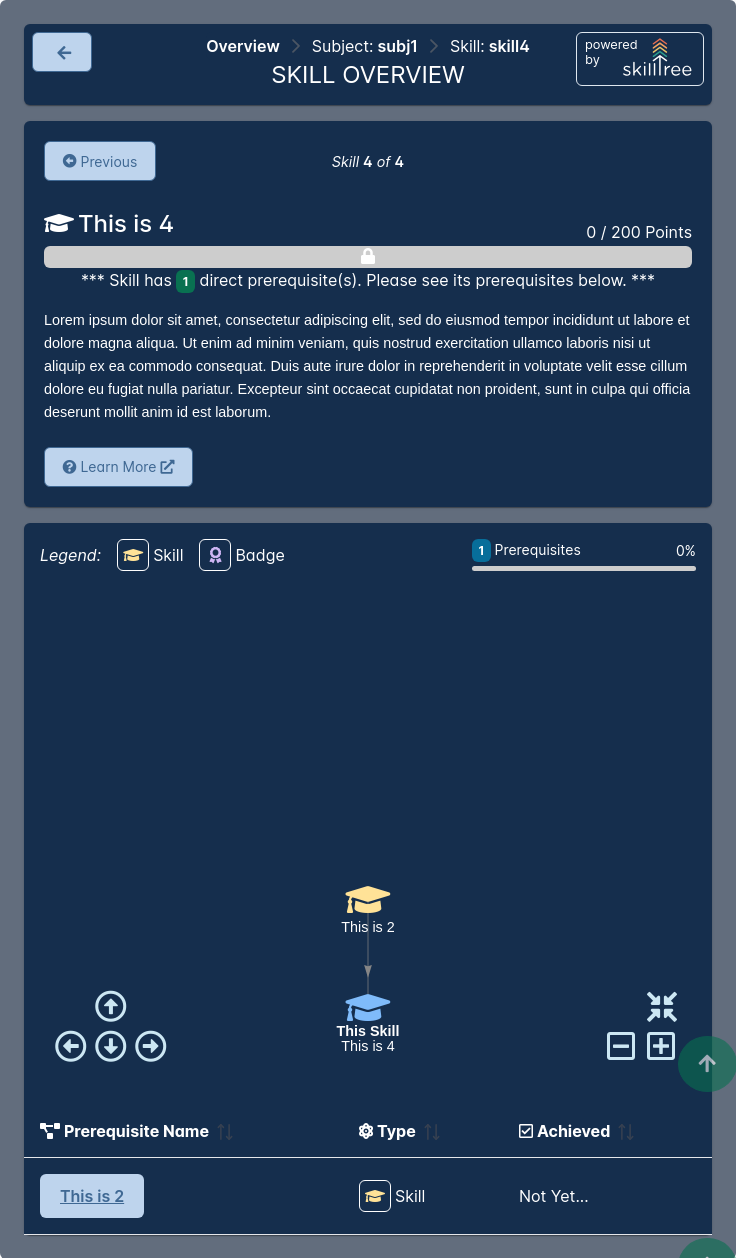 Overview > Subject: subj1 > Skill: skill4
SKILL OVERVIEW
powered
by
skilltree
Previous
Skill 4 of 4
This is 4
0 / 200 Points
*** Skill has 1 direct prerequisite(s). Please see its prerequisites below. ***
Lorem ipsum dolor sit amet, consectetur adipiscing elit, sed do eiusmod tempor incididunt ut labore et
dolore magna aliqua. Ut enim ad minim veniam, quis nostrud exercitation ullamco laboris nisi ut
aliquip ex ea commodo consequat. Duis aute irure dolor in reprehenderit in voluptate velit esse cillum
dolore eu fugiat nulla pariatur. Excepteur sint occaecat cupidatat non proident, sunt in culpa qui officia
deserunt mollit anim id est laborum.
Learn More
Legend: Skill Badge
1 Prerequisites 0%
This is 2
This Skill
This is 4
Prerequisite Name Type Achieved
This is 2 Skill Not Yet...